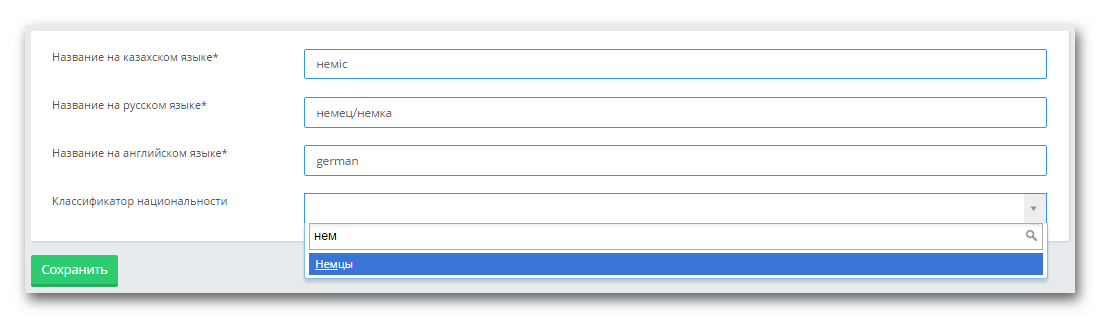 Название на казахском языке*
неміс
Название на русском языке*
немец/немка
Название на английском языке*
german
Классификатор национальности
нем
Немцы
Сохранить